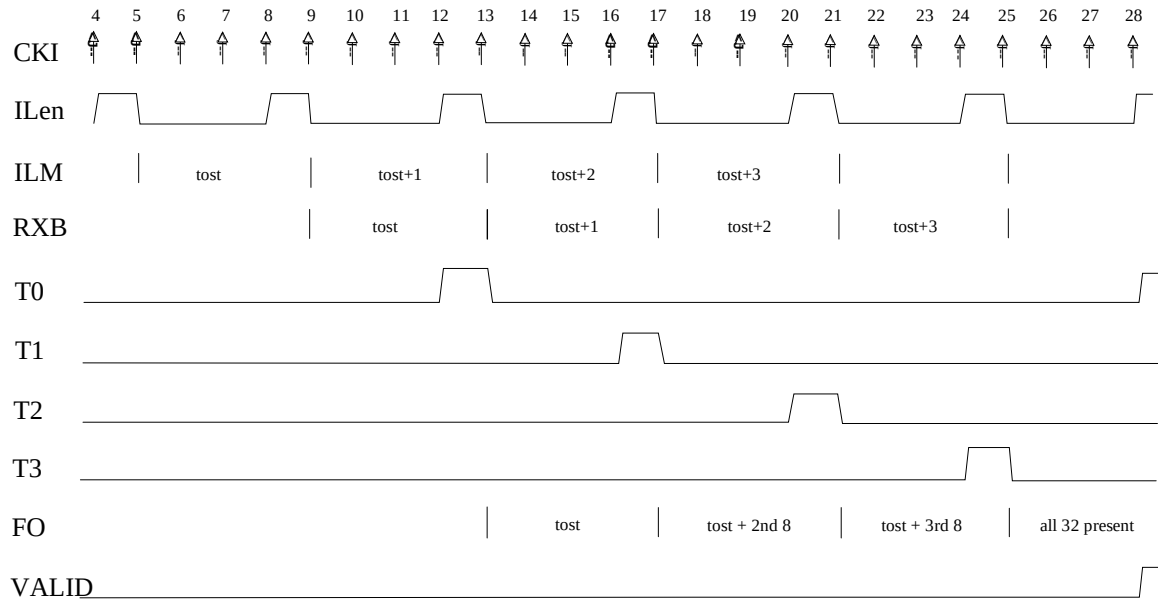 4 5 6 7 8 9 10 11 12 13 14 15 16 17 18 19 20 21 22 23 24 25 26 27 28
CKI
ILen
ILM tost tost+1 tost+2 tost+3
RXB tost tost+1 tost+2 tost+3
T0
T1
T2
T3
FO tost tost + 2nd 8 tost + 3rd 8 all 32 present
VALID